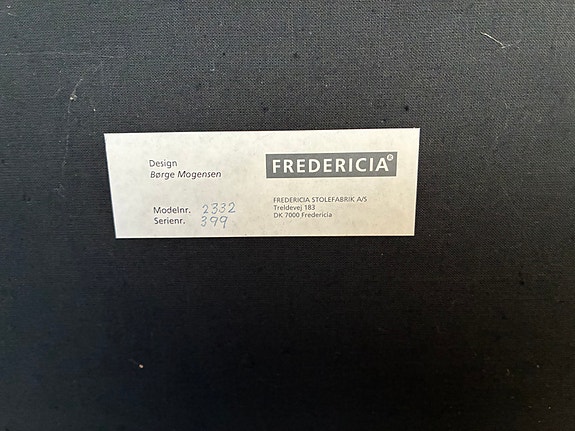 Design
Børge Mogensen
Modelnr. 2332
Serienr. 399
FREDERICIA®
FREDERICIA STOLEFABRIK A/S
Treldevej 183
DK 7000 Fredericia